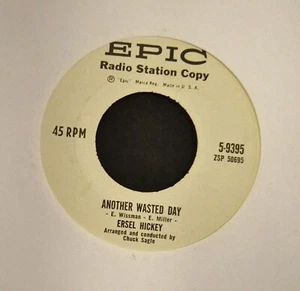 EPIC
Radio Station Copy
® "Epic" Marca Reg. Made in U. S. A.
45 RPM
5-9395
ZSP 50695
ANOTHER WASTED DAY
- E. Wissman - E. Miller -
ERSEL HICKEY
Arranged and conducted by
Chuck Sagle